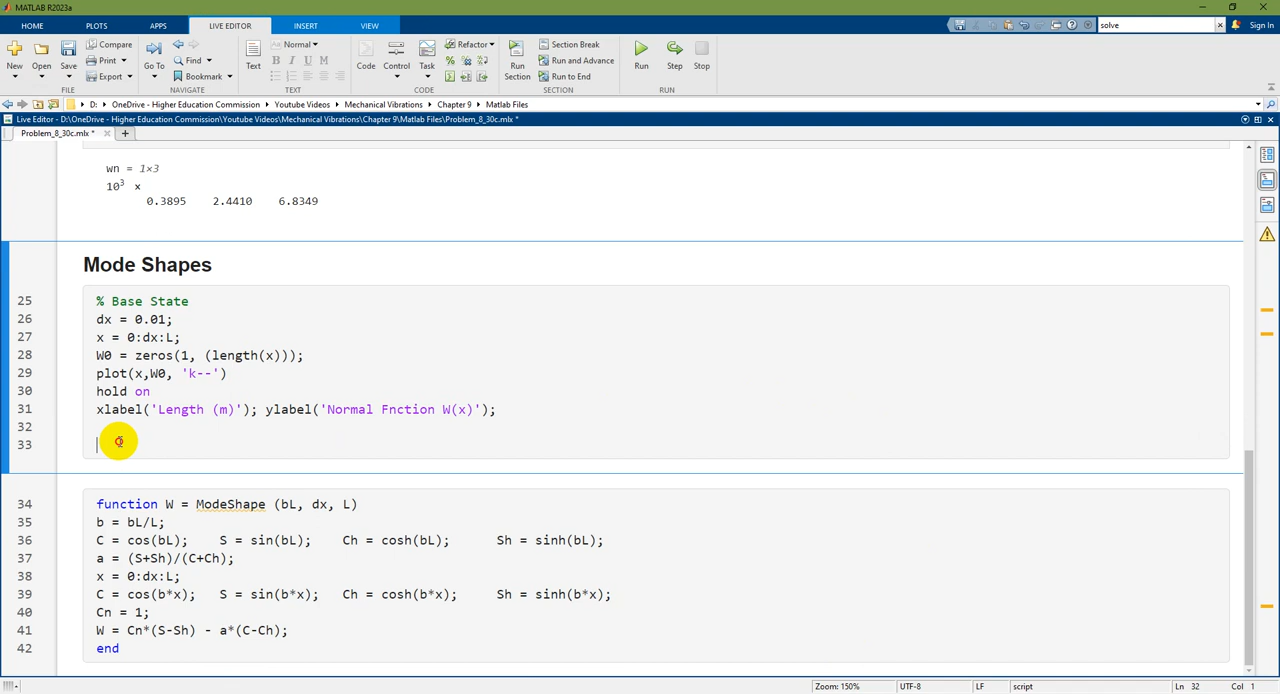 MATLAB R2023a
HOME PLOTS APPS LIVE EDITOR INSERT VIEW solve Sign In
New Open Save Compare Print Export Go To Find Bookmark Text Normal Aa B I U M Code Control Task Refactor Run Section Section Break Run and Advance Run to End Run Step Stop
FILE NAVIGATE TEXT CODE SECTION RUN
D: OneDrive - Higher Education Commission Youtube Videos Mechanical Vibrations Chapter 9 Matlab Files
Live Editor - D:\OneDrive - Higher Education Commission\Youtube Videos\Mechanical Vibrations\Chapter 9\Matlab Files\Problem_8_30c.mlx *
Problem_8_30c.mlx * × +
wn = 1×3
10³ x
0.3895 2.4410 6.8349
Mode Shapes
25 % Base State
26 dx = 0.01;
27 x = 0:dx:L;
28 W0 = zeros(1, (length(x)));
29 plot(x,W0, 'k--')
30 hold on
31 xlabel('Length (m)'); ylabel('Normal Fnction W(x)');
32
33
34 function W = ModeShape (bL, dx, L)
35 b = bL/L;
36 C = cos(bL); S = sin(bL); Ch = cosh(bL); Sh = sinh(bL);
37 a = (S+Sh)/(C+Ch);
38 x = 0:dx:L;
39 C = cos(b*x); S = sin(b*x); Ch = cosh(b*x); Sh = sinh(b*x);
40 Cn = 1;
41 W = Cn*(S-Sh) - a*(C-Ch);
42 end
Zoom: 150% UTF-8 LF script Ln 32 Col 1